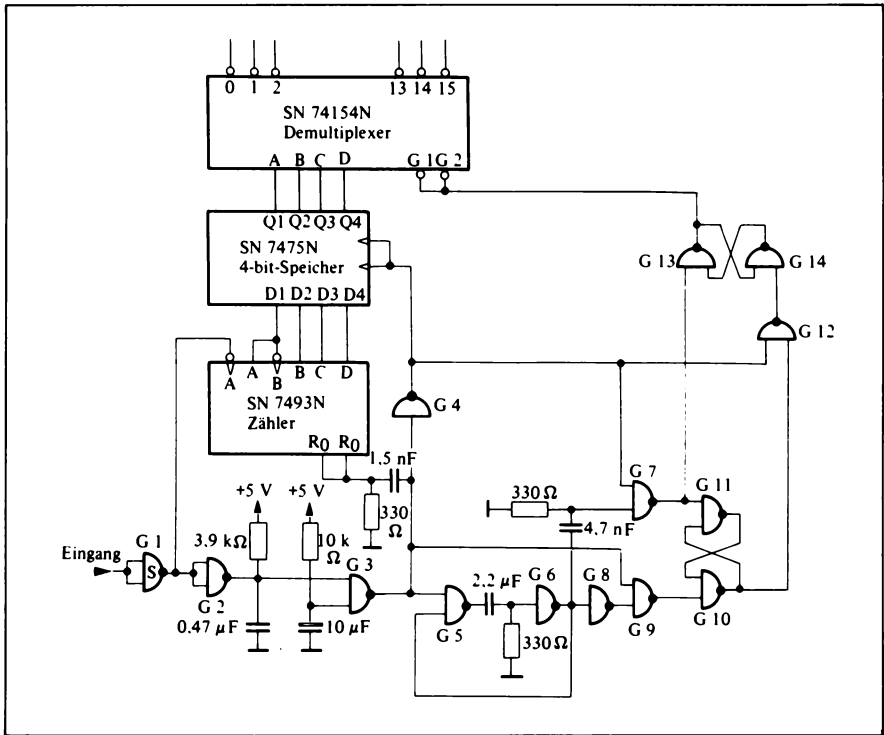 0 1 2 13 14 15
SN 74154N
Demultiplexer
A B C D G 1 G 2
Q1 Q2 Q3 Q4
SN 7475N
4-bit-Speicher
G 13
G 14
D1 D2 D3 D4
G 12
A A B B C D
SN 7493N
Zähler
G 4
R0 R0
1,5 nF
G 7
G 11
+5 V +5 V
330 Ω
330
Ω
4,7 nF
G 1
3,9 kΩ
10 k
Ω
Eingang
S
G 3
2,2 µF
G 6
G 8
G 2
G 5
G 9
G 10
0,47 µF
10 µF
330 Ω